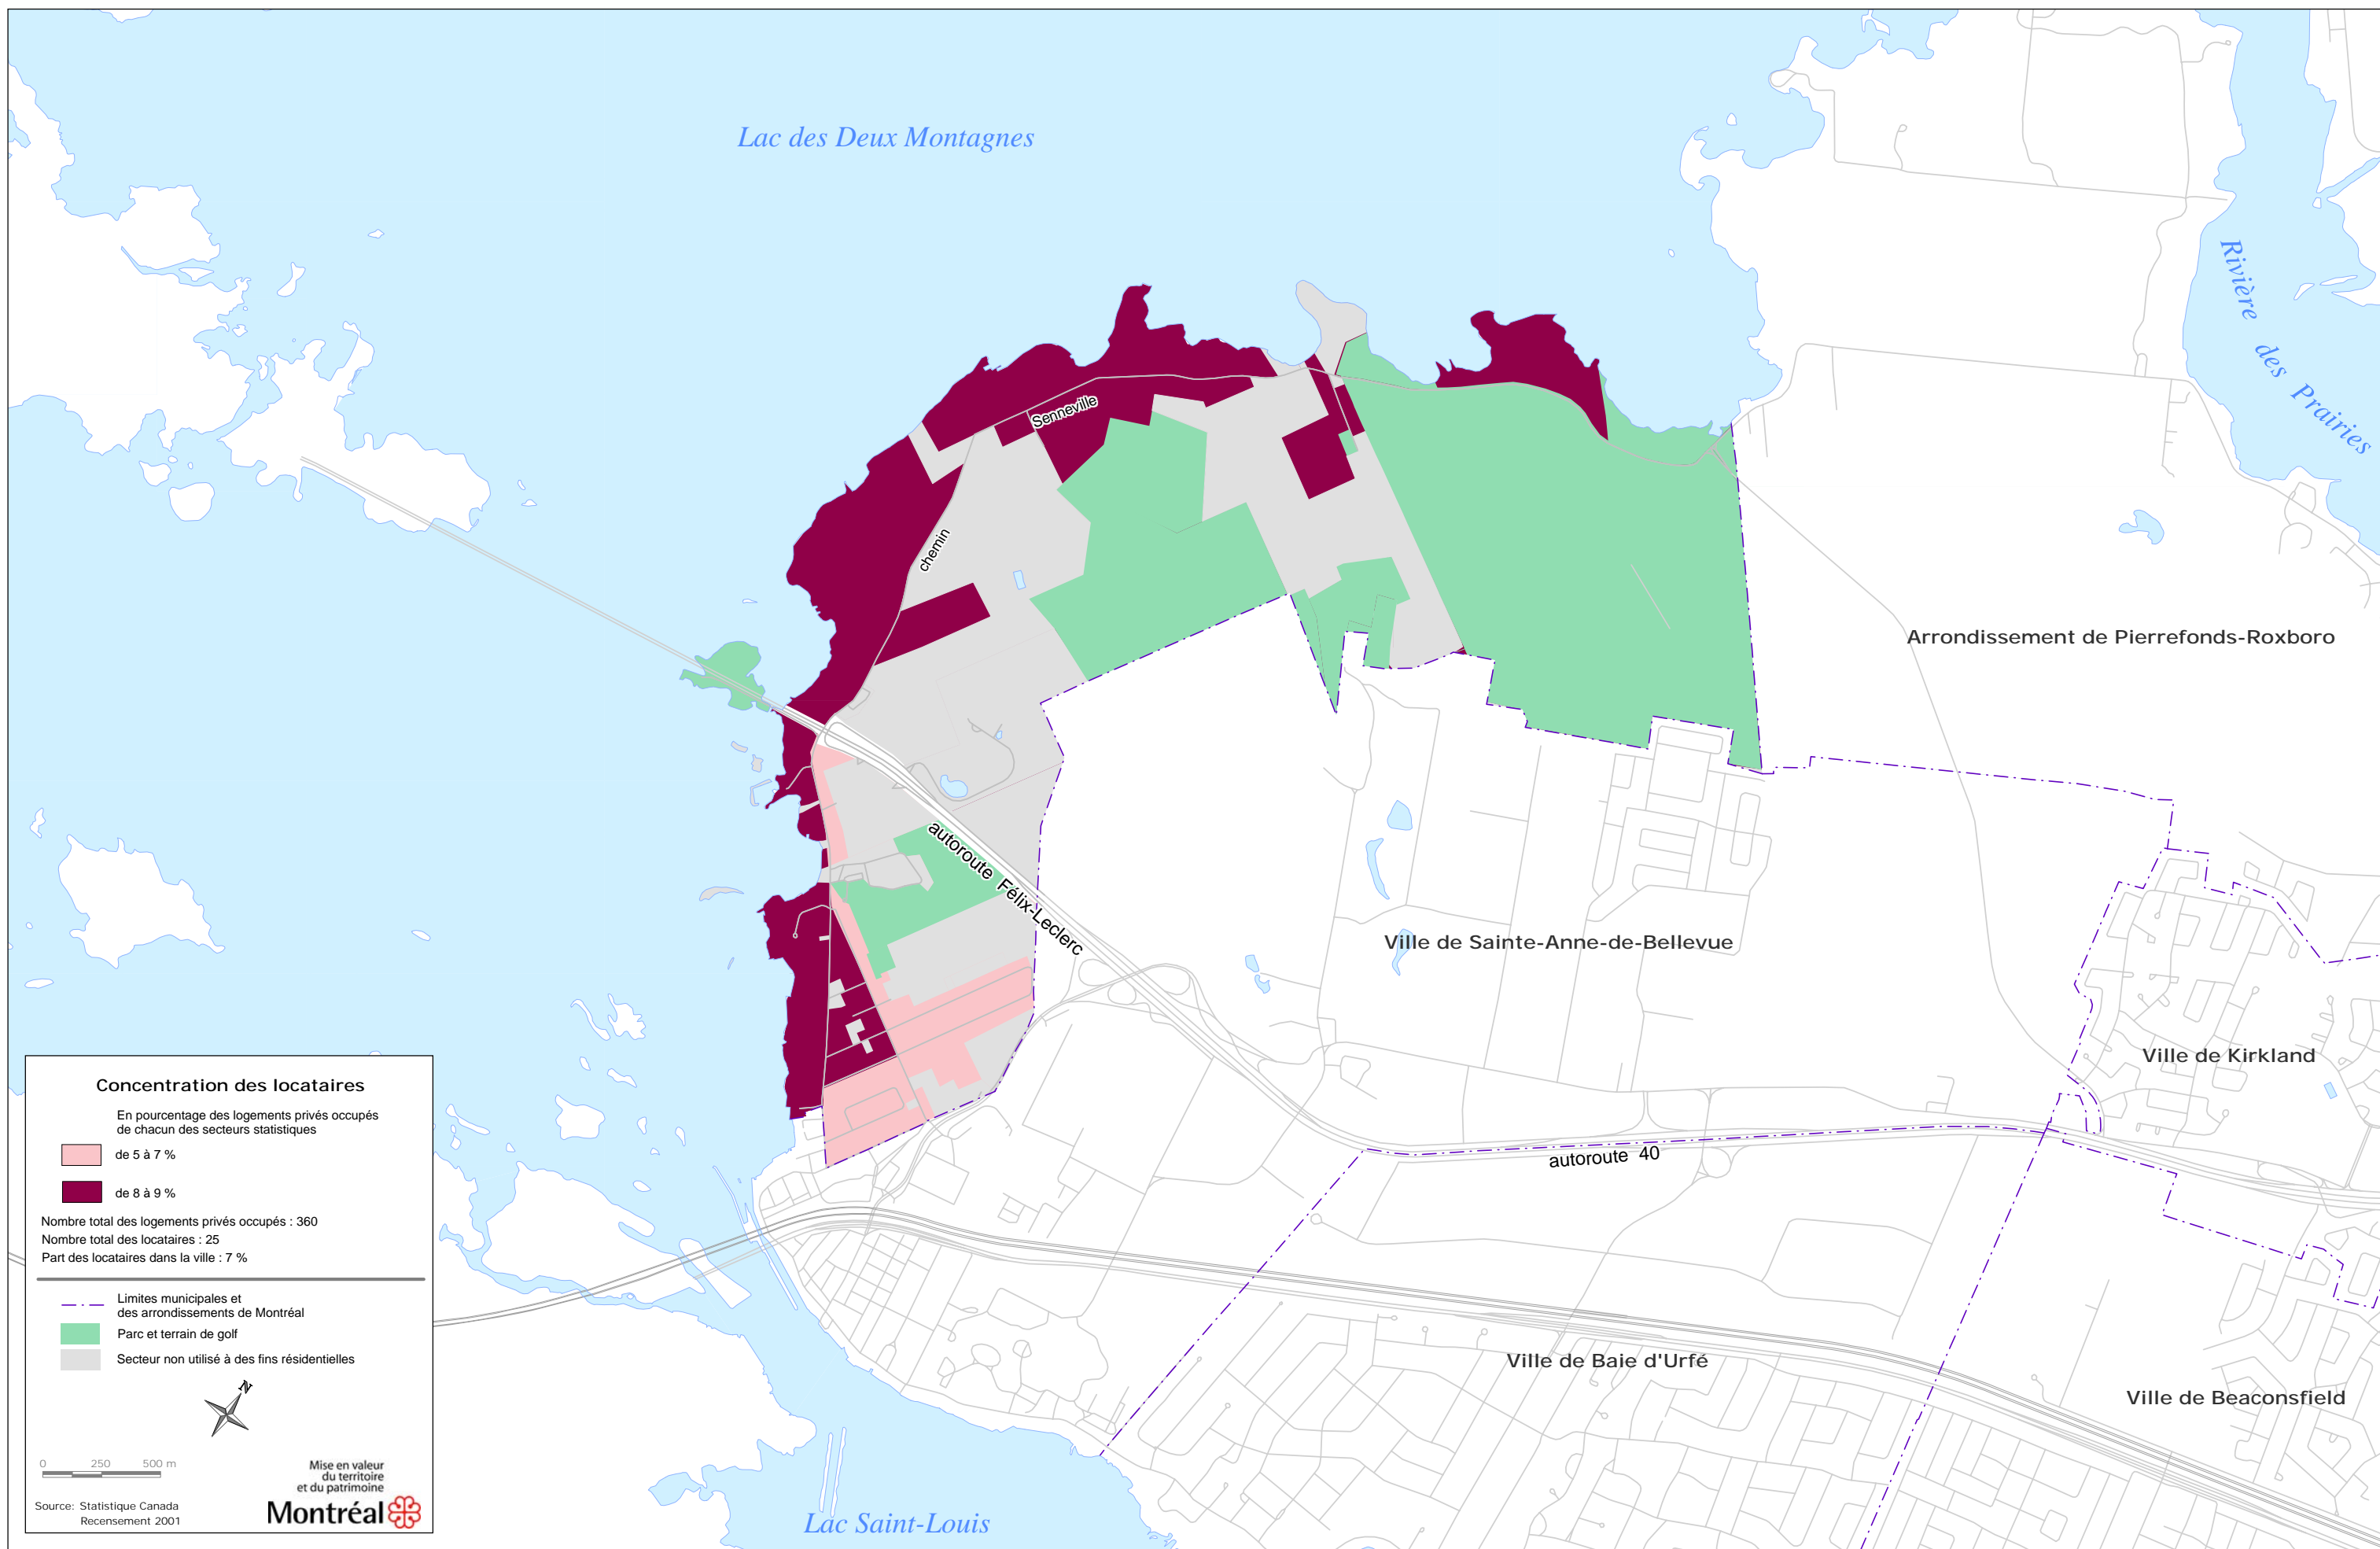 Lac des Deux Montagnes
Rivière
des Prairies
Senneville
chemin
Arrondissement de Pierrefonds-Roxboro
autoroute Félix-Leclerc
Ville de Sainte-Anne-de-Bellevue
Ville de Kirkland
autoroute 40
Ville de Baie d'Urfé
Ville de Beaconsfield
Lac Saint-Louis
Concentration des locataires
En pourcentage des logements privés occupés
de chacun des secteurs statistiques
de 5 à 7 %
de 8 à 9 %
Nombre total des logements privés occupés : 360
Nombre total des locataires : 25
Part des locataires dans la ville : 7 %
Limites municipales et
des arrondissements de Montréal
Parc et terrain de golf
Secteur non utilisé à des fins résidentielles
N
0 250 500 m
Mise en valeur
du territoire
et du patrimoine
Montréal
Source: Statistique Canada
Recensement 2001